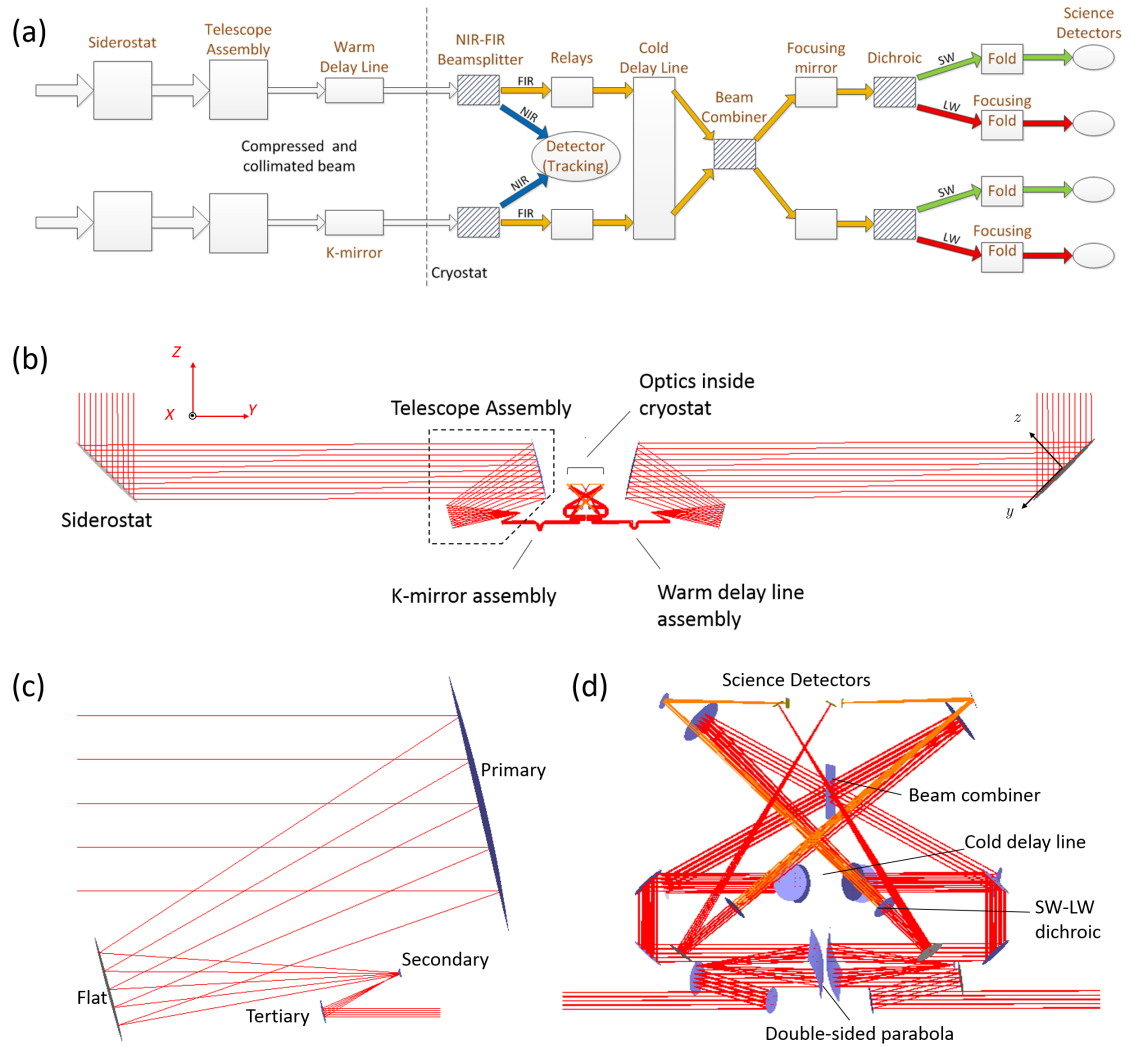 (a)
Siderostat
Telescope
Assembly
Warm
Delay Line
NIR-FIR
Beamsplitter
Relays
Cold
Delay Line
Beam
Combiner
Focusing
mirror
Dichroic
Science
Detectors
FIR
NIR
SW
Fold
LW
Focusing
Fold
Compressed and
collimated beam
Detector
(Tracking)
NIR
FIR
SW
Fold
LW
Focusing
Fold
K-mirror
Cryostat
(b)
Z
X
Y
Telescope Assembly
Optics inside
cryostat
z
y
Siderostat
K-mirror assembly
Warm delay line
assembly
(c)
Primary
Secondary
Flat
Tertiary
(d)
Science Detectors
Beam combiner
Cold delay line
SW-LW
dichroic
Double-sided parabola